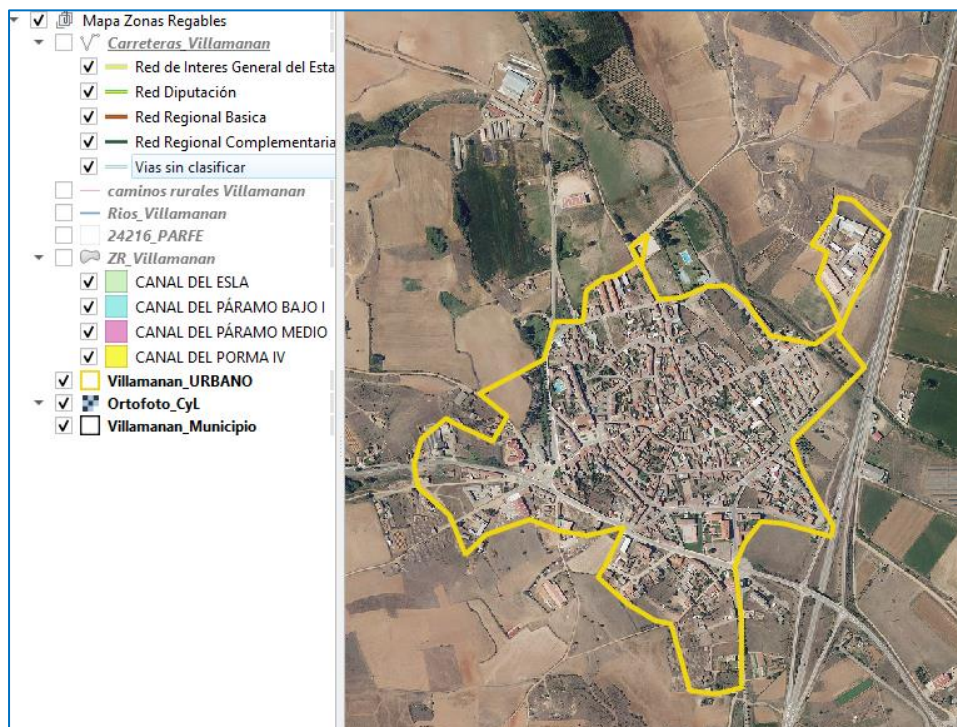 Mapa Zonas Regables
Carreteras_Villamanan
Red de Interes General del Esta
Red Diputación
Red Regional Basica
Red Regional Complementaria
Vias sin clasificar
caminos rurales Villamanan
Rios_Villamanan
24216_PARFE
ZR_Villamanan
CANAL DEL ESLA
CANAL DEL PÁRAMO BAJO I
CANAL DEL PÁRAMO MEDIO
CANAL DEL PORMA IV
Villamanan_URBANO
Ortofoto_CyL
Villamanan_Municipio